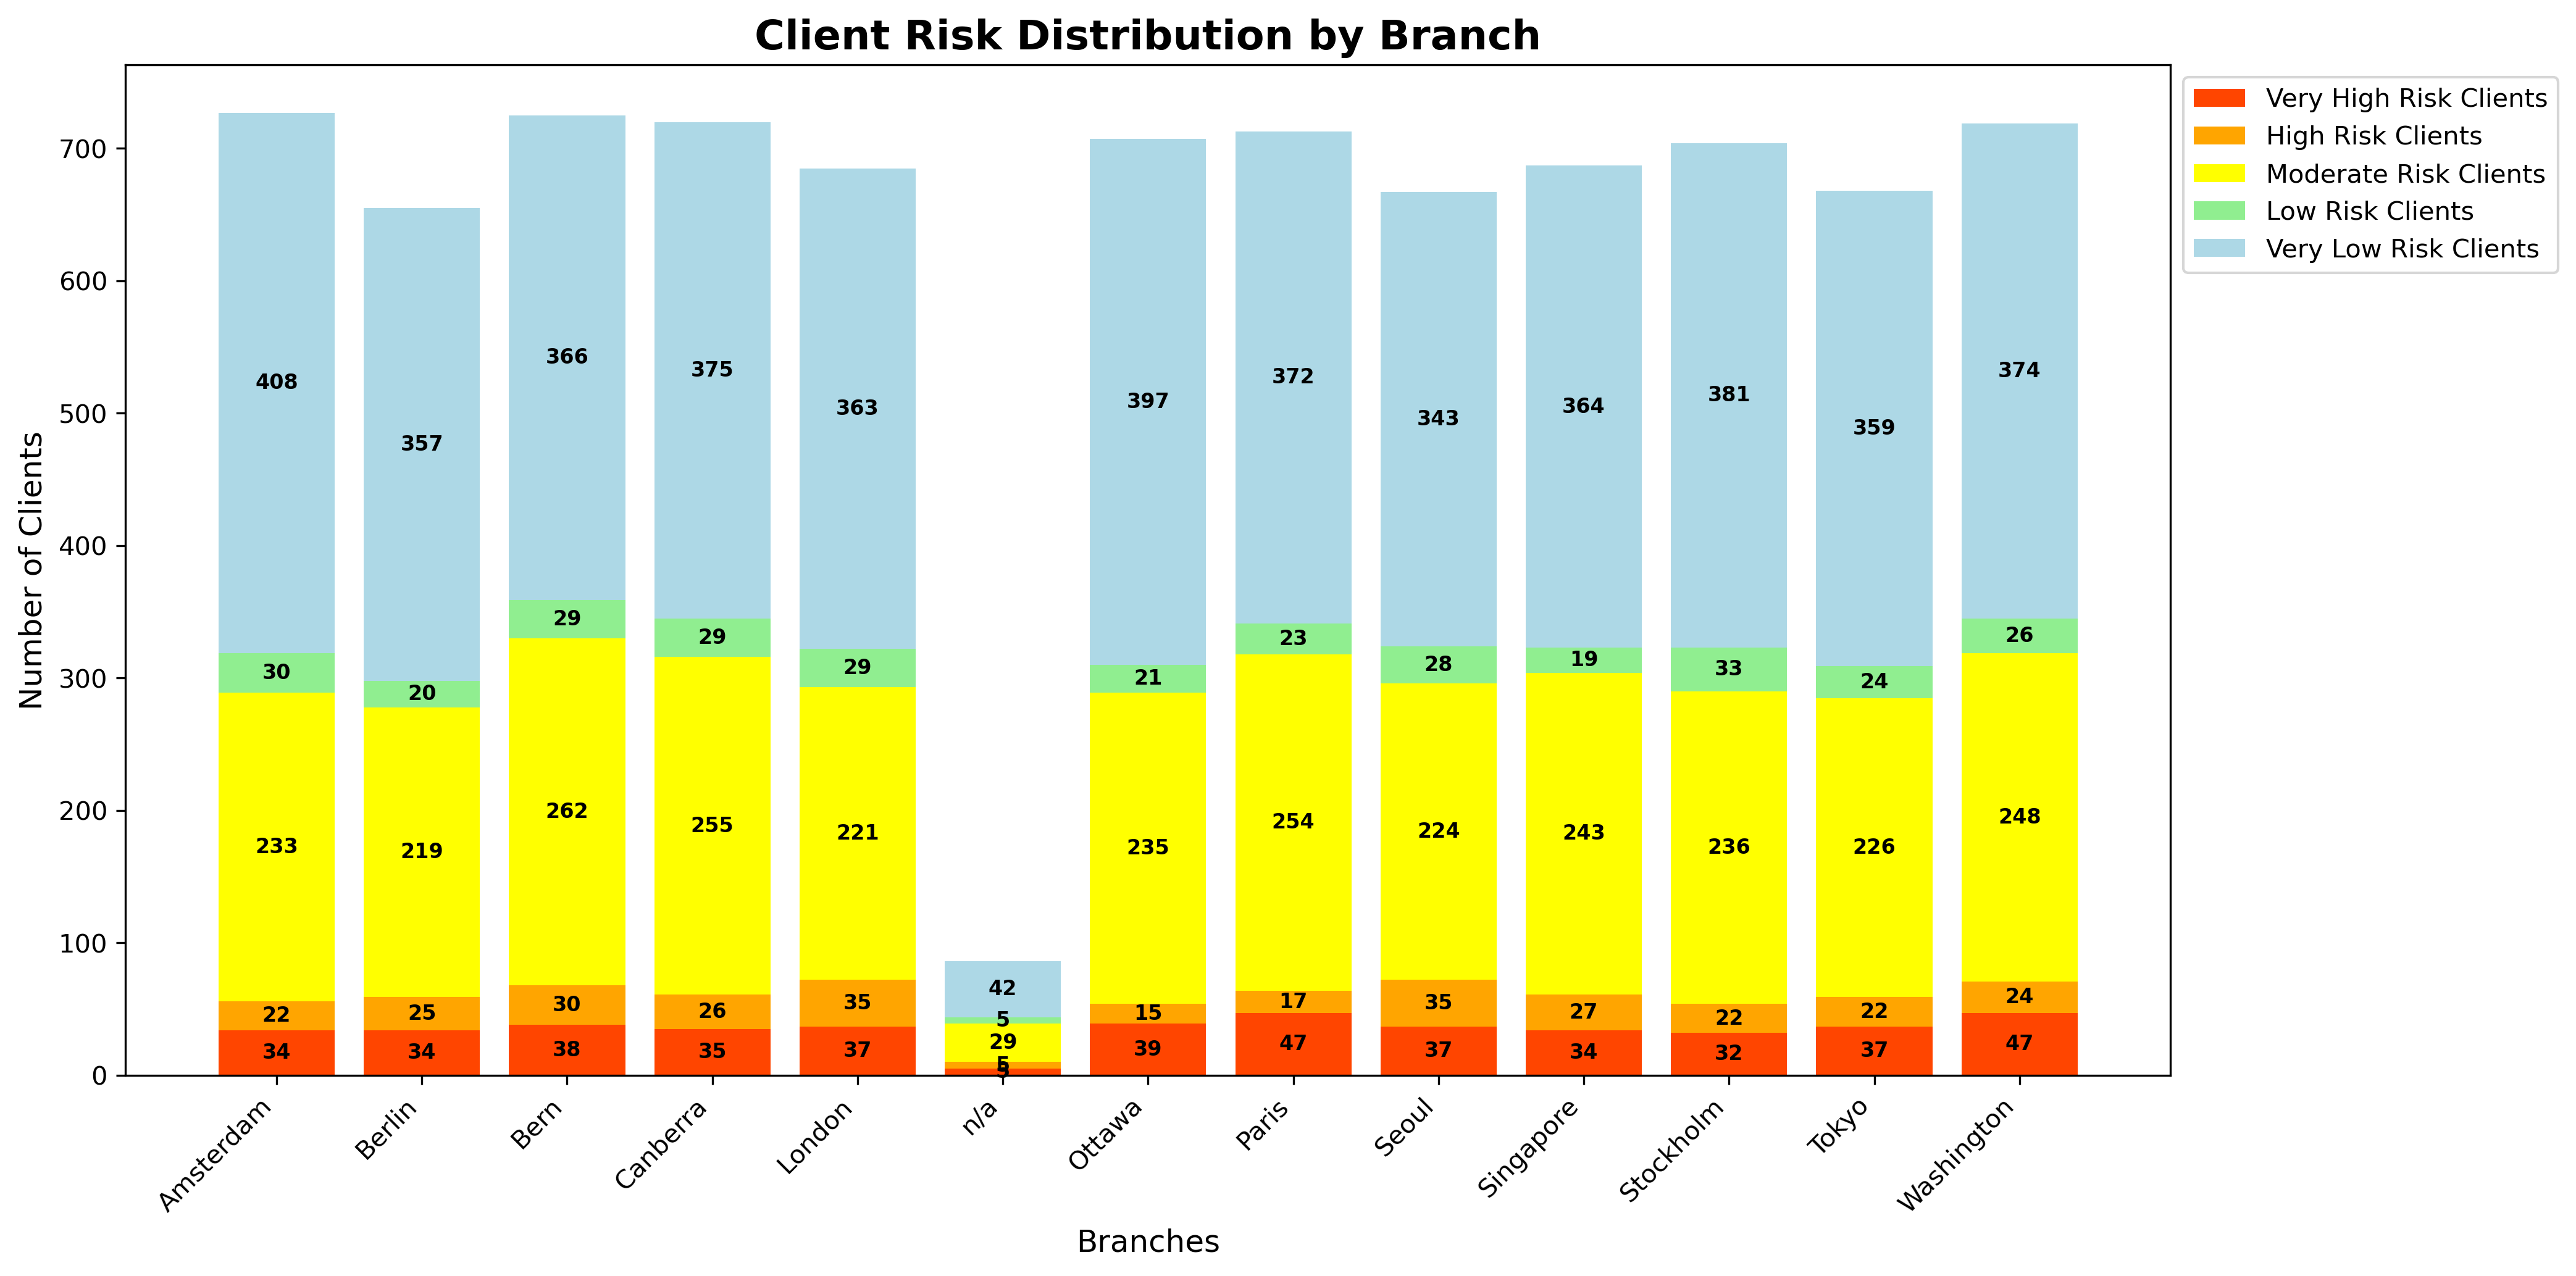 Client Risk Distribution by Branch
Very High Risk Clients
High Risk Clients
Moderate Risk Clients
Low Risk Clients
Very Low Risk Clients
Number of Clients
700
600
500
400
300
200
100
0
408 357 366 375 363 42 397 372 343 364 381 359 374
30 20 29 29 29 5 21 23 28 19 33 24 26
233 219 262 255 221 29 235 254 224 243 236 226 248
22 25 30 26 35 5 15 17 35 27 22 22 24
34 34 38 35 37 5 39 47 37 34 32 37 47
Amsterdam Berlin Bern Canberra London n/a Ottawa Paris Seoul Singapore Stockholm Tokyo Washington
Branches